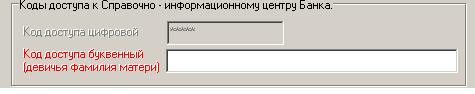 Коды доступа к Справочно - информационному центру Банка.
Код доступа цифровой
*****
Код доступа буквенный
(девичья фамилия матери)